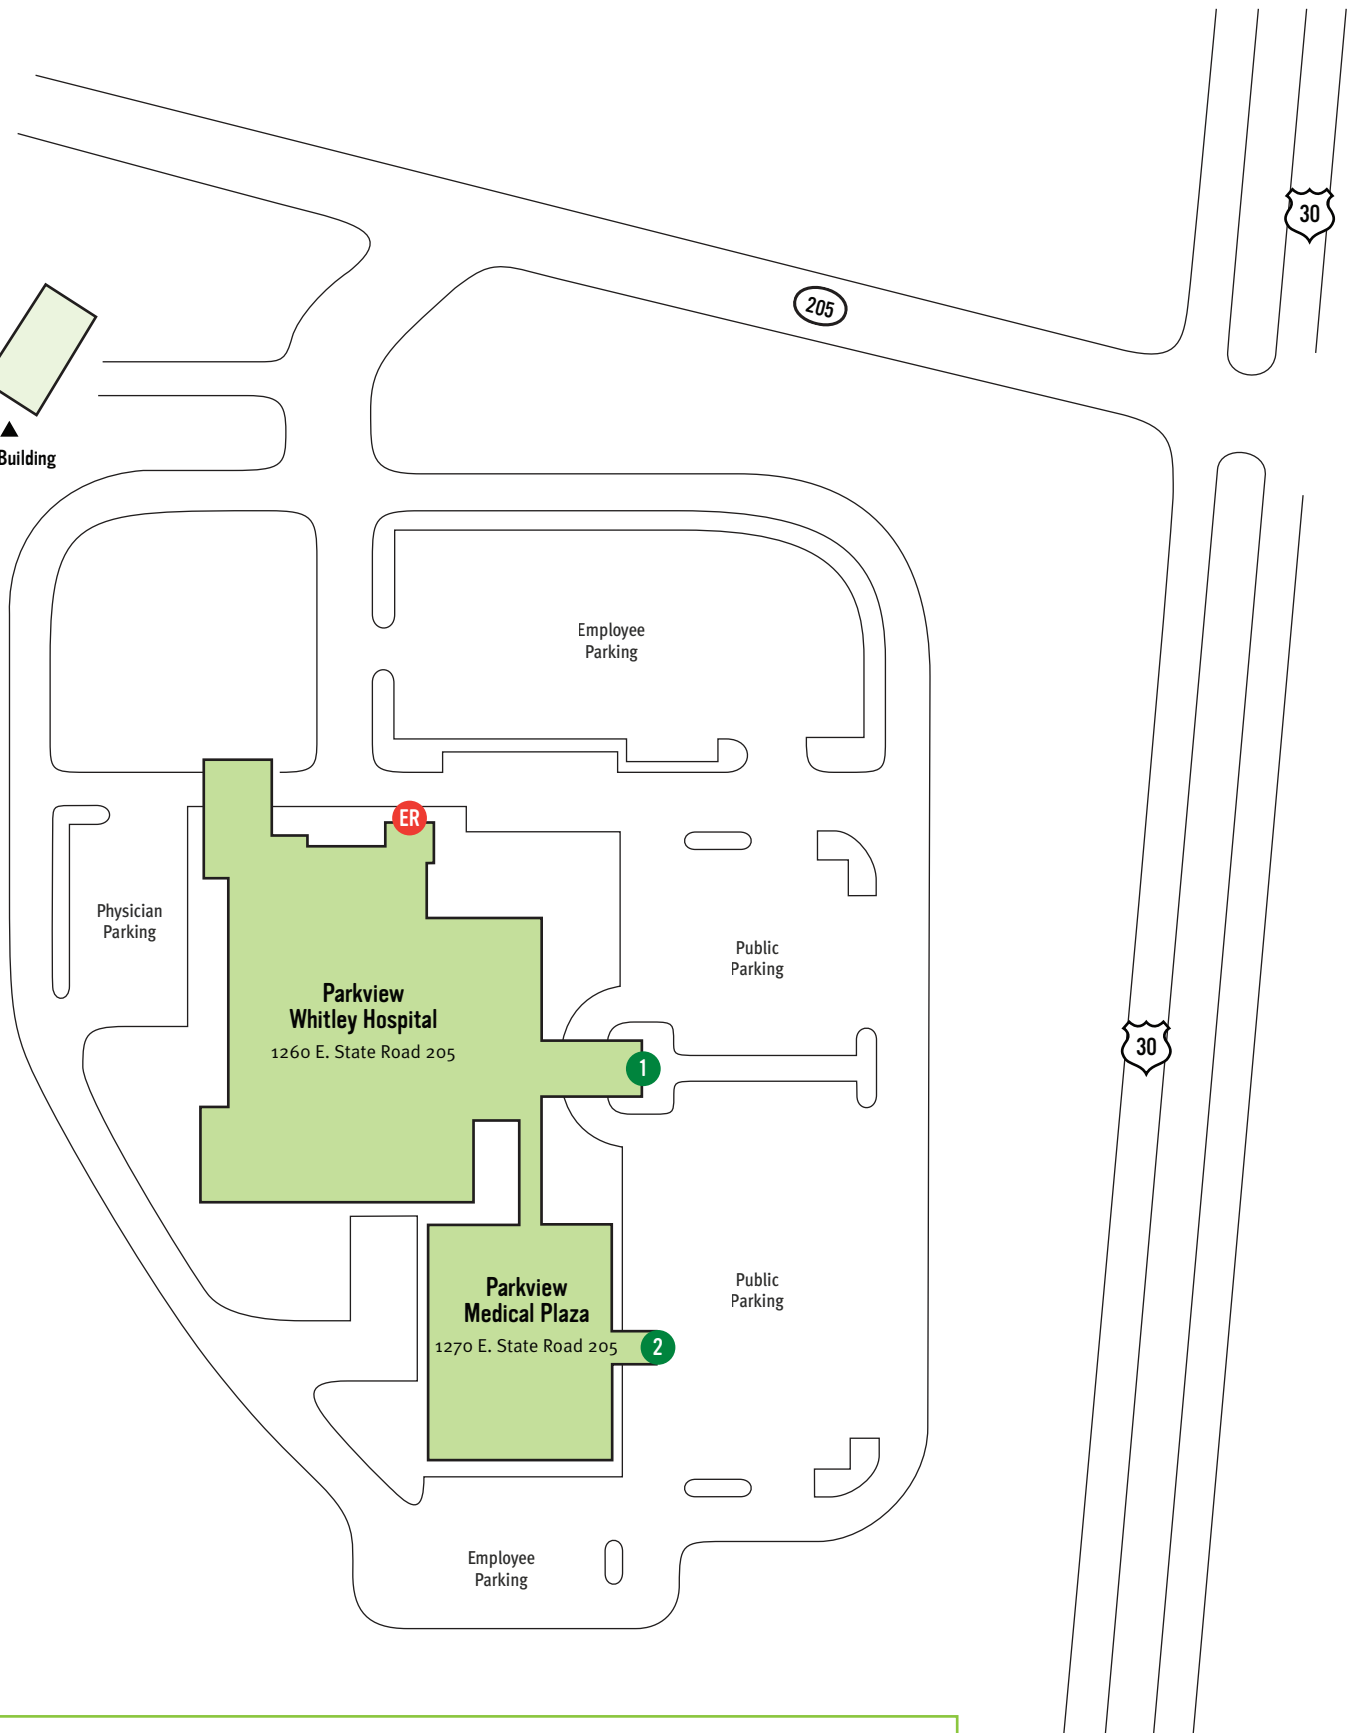 30
205
Building
Employee
Parking
ER
Physician
Parking
Public
Parking
Parkview
Whitley Hospital
1260 E. State Road 205
1
30
Parkview
Medical Plaza
1270 E. State Road 205
2
Public
Parking
Employee
Parking